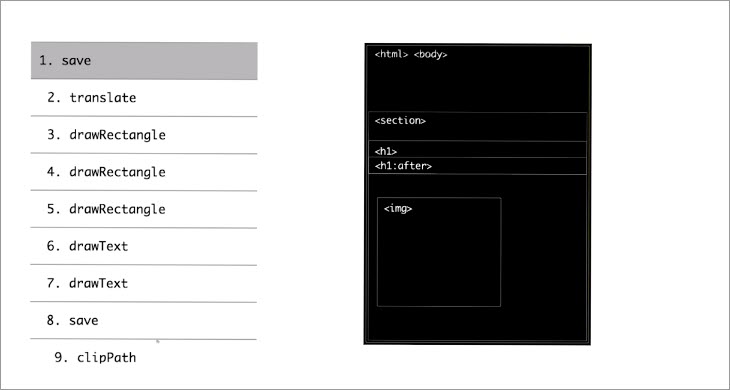 1. save
2. translate
3. drawRectangle
4. drawRectangle
5. drawRectangle
6. drawText
7. drawText
8. save
9. clipPath
<html> <body>
<section>
<h1>
<h1:after>
<img>